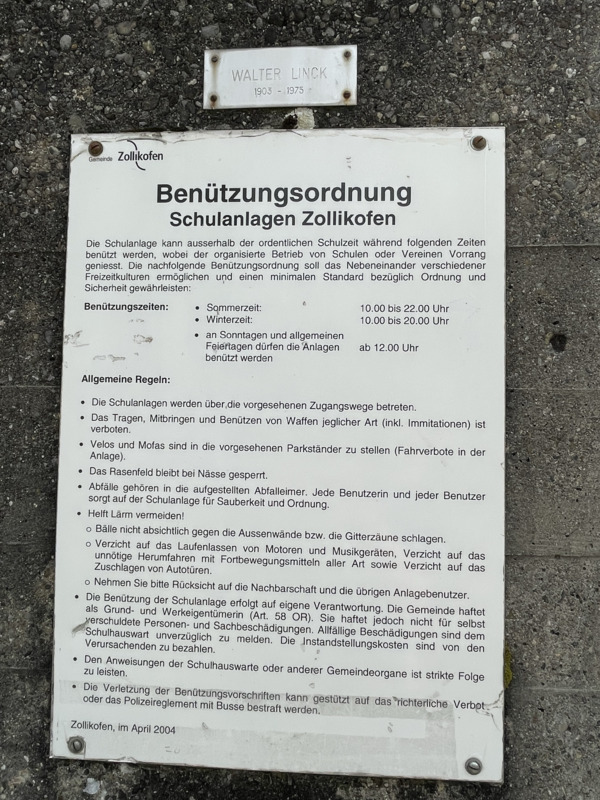 WALTER LINCK
1903 - 1975
Gemeinde Zollikofen
Benützungsordnung
Schulanlagen Zollikofen
Die Schulanlage kann ausserhalb der ordentlichen Schulzeit während folgenden Zeiten
benützt werden, wobei der organisierte Betrieb von Schulen oder Vereinen Vorrang
geniesst. Die nachfolgende Benützungsordnung soll das Nebeneinander verschiedener
Freizeitkulturen ermöglichen und einen minimalen Standard bezüglich Ordnung und
Sicherheit gewährleisten:
Benützungszeiten: • Sommerzeit: 10.00 bis 22.00 Uhr
• Winterzeit: 10.00 bis 20.00 Uhr
• an Sonntagen und allgemeinen
Feiertagen dürfen die Anlagen ab 12.00 Uhr
benützt werden
Allgemeine Regeln:
• Die Schulanlagen werden über die vorgesehenen Zugangswege betreten.
• Das Tragen, Mitbringen und Benützen von Waffen jeglicher Art (inkl. Immitationen) ist
verboten.
• Velos und Mofas sind in die vorgesehenen Parkständer zu stellen (Fahrverbote in der
Anlage).
• Das Rasenfeld bleibt bei Nässe gesperrt.
• Abfälle gehören in die aufgestellten Abfalleimer. Jede Benutzerin und jeder Benutzer
sorgt auf der Schulanlage für Sauberkeit und Ordnung.
• Helft Lärm vermeiden!
o Bälle nicht absichtlich gegen die Aussenwände bzw. die Gitterzäune schlagen.
o Verzicht auf das Laufenlassen von Motoren und Musikgeräten, Verzicht auf das
unnötige Herumfahren mit Fortbewegungsmitteln aller Art sowie Verzicht auf das
Zuschlagen von Autotüren.
o Nehmen Sie bitte Rücksicht auf die Nachbarschaft und die übrigen Anlagebenutzer.
• Die Benützung der Schulanlage erfolgt auf eigene Verantwortung. Die Gemeinde haftet
als Grund- und Werkeigentümerin (Art. 58 OR). Sie haftet jedoch nicht für selbst
verschuldete Personen- und Sachbeschädigungen. Allfällige Beschädigungen sind dem
Schulhauswart unverzüglich zu melden. Die Instandstellungskosten sind von den
Verursachenden zu bezahlen.
• Den Anweisungen der Schulhauswarte oder anderer Gemeindeorgane ist strikte Folge
zu leisten.
• Die Verletzung der Benützungsvorschriften kann gestützt auf das richterliche Verbot
oder das Polizeireglement mit Busse bestraft werden.
Zollikofen, im April 2004